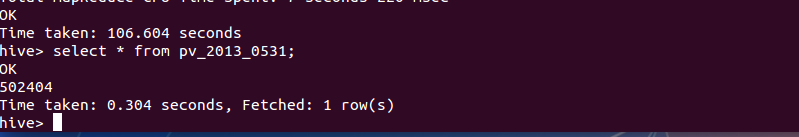 OK
Time taken: 106.604 seconds
hive> select * from pv_2013_0531;
OK
502404
Time taken: 0.304 seconds, Fetched: 1 row(s)
hive>